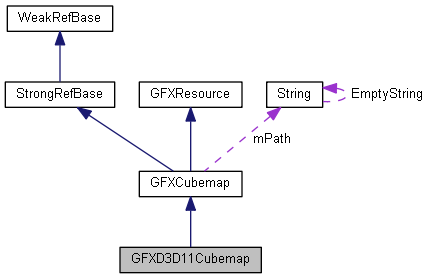 WeakRefBase
StrongRefBase
GFXResource
String
EmptyString
mPath
GFXCubemap
GFXD3D11Cubemap